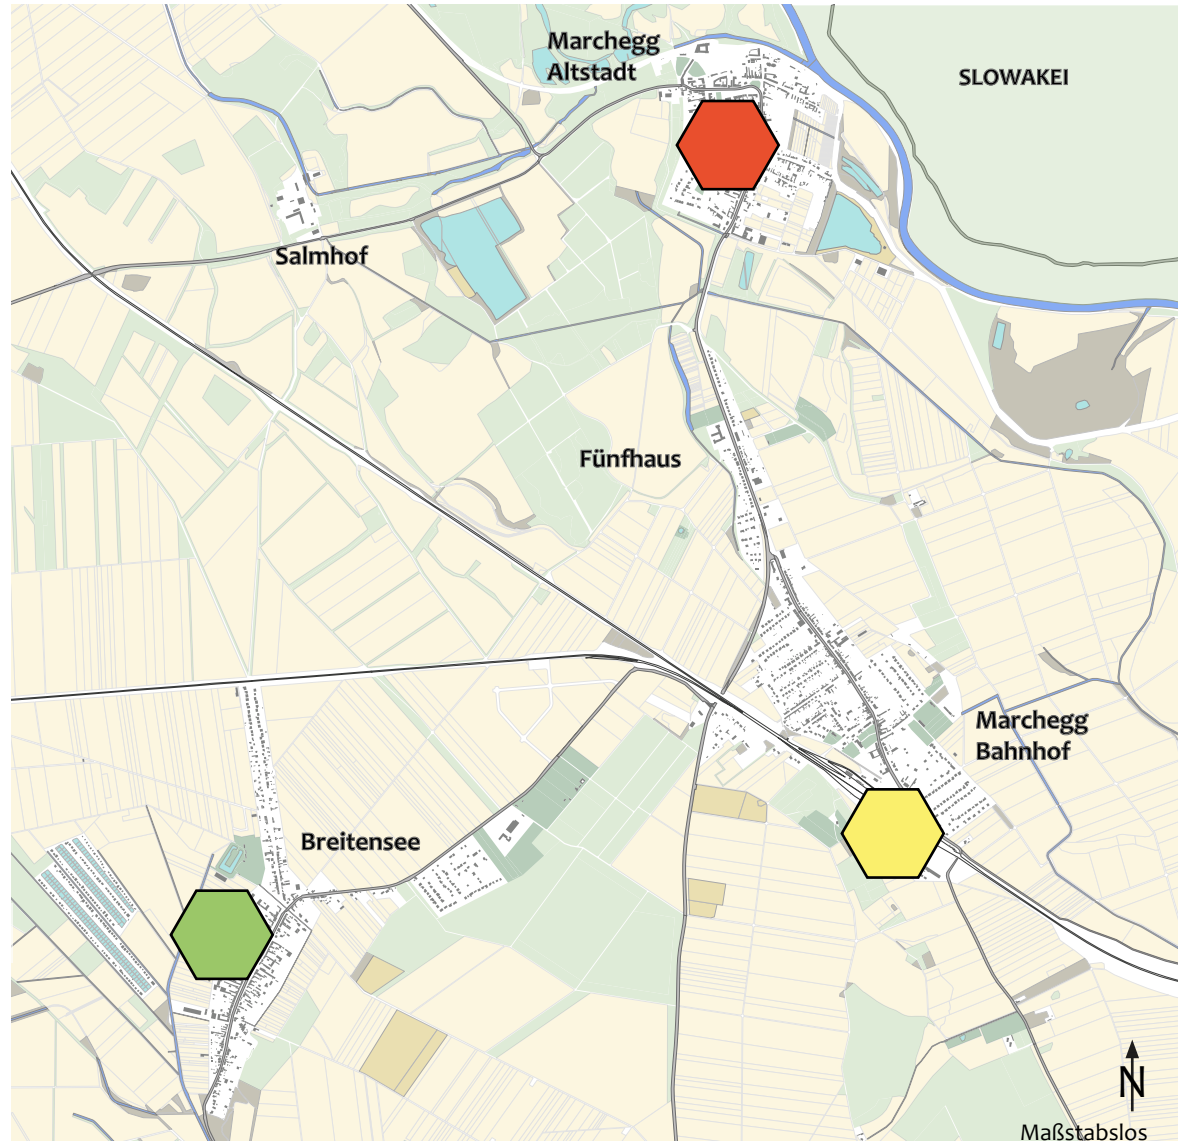 Marchegg
Altstadt
SLOWAKEI
Salmhof
Fünfhaus
Marchegg
Bahnhof
Breitensee
N
Maßstabslos